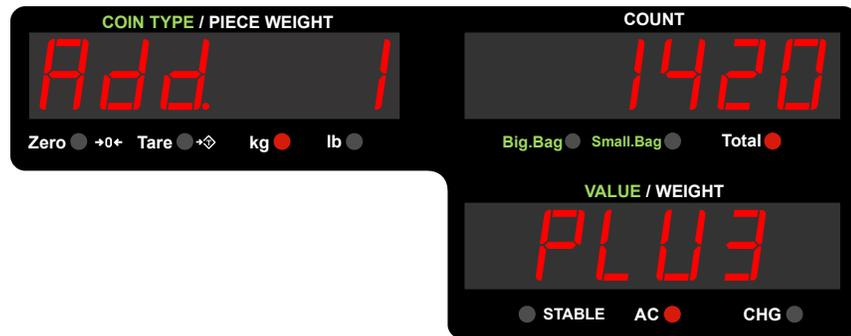 COIN TYPE / PIECE WEIGHT
Add. 1
Zero →0← Tare →T← kg lb
COUNT
1420
Big.Bag Small.Bag Total
VALUE / WEIGHT
PLU3
STABLE AC CHG